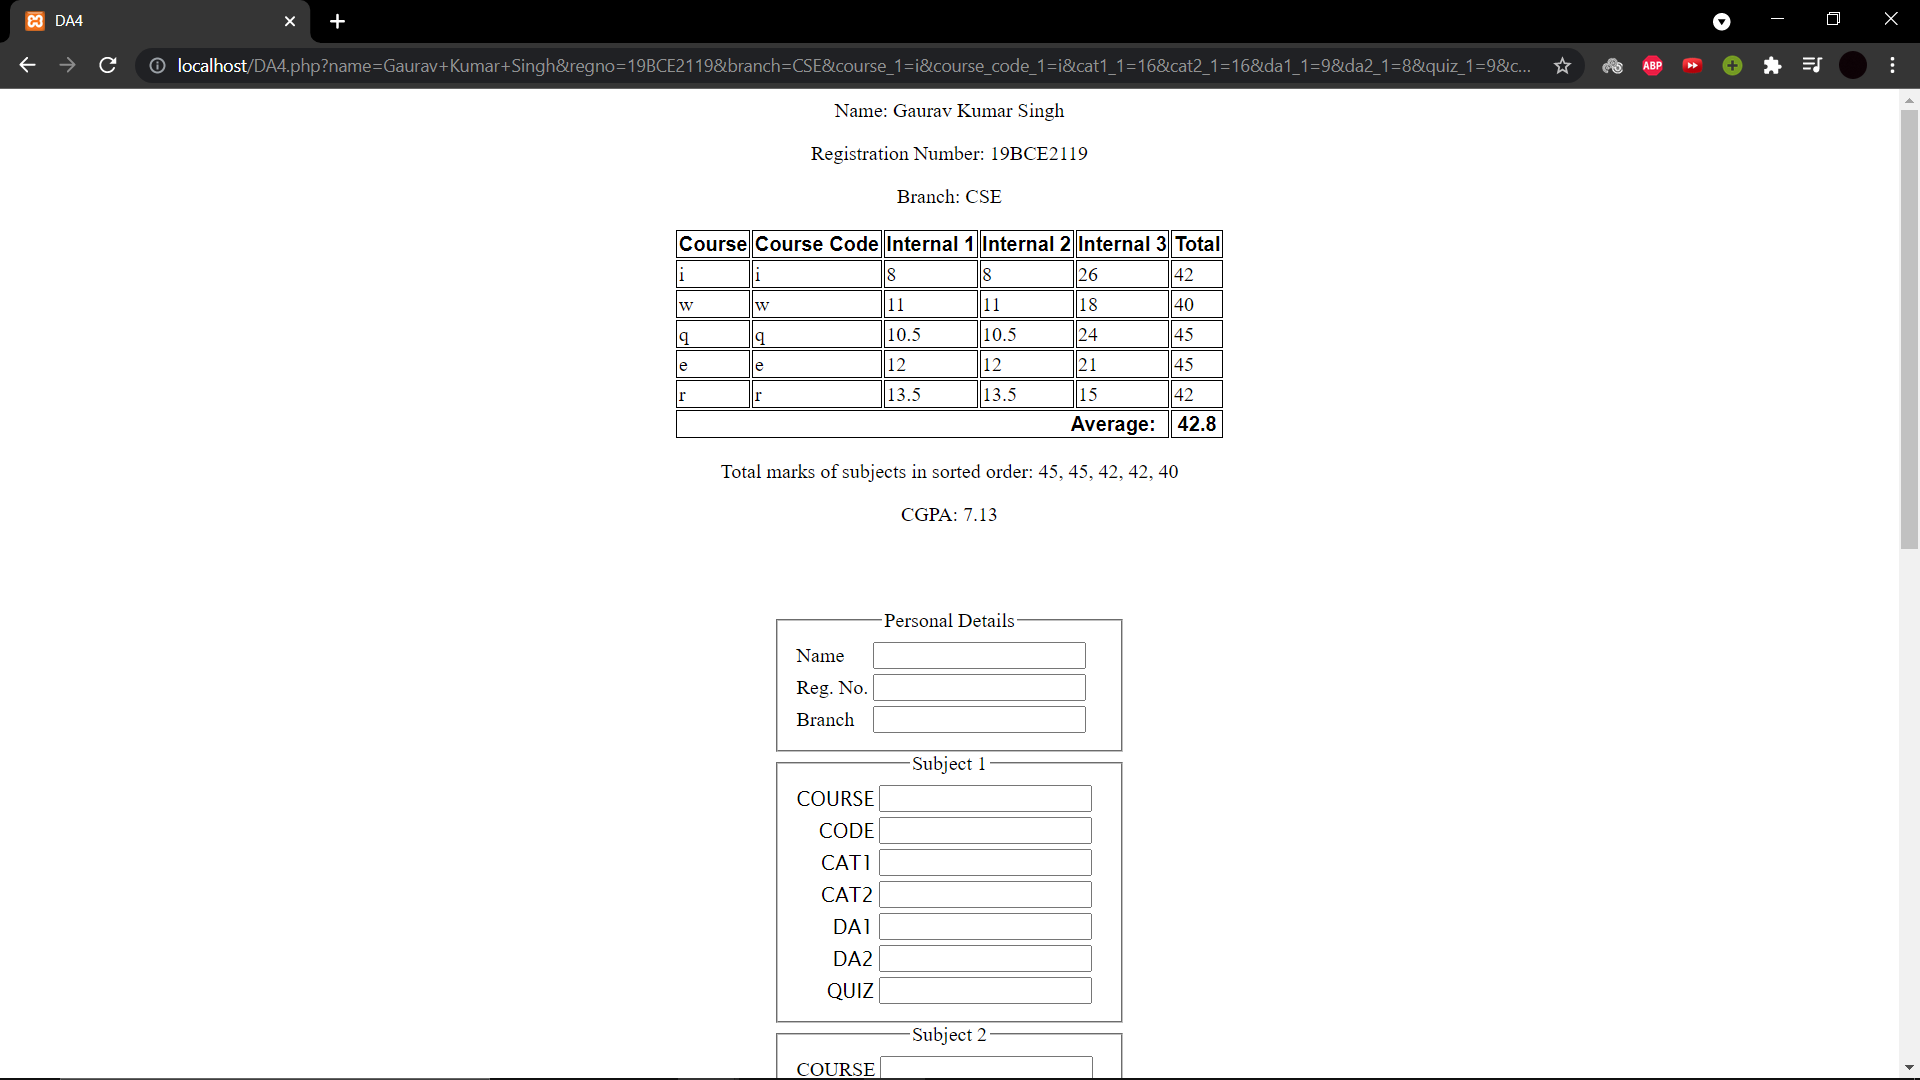 DA4
localhost/DA4.php?name=Gaurav+Kumar+Singh&regno=19BCE2119&branch=CSE&course_1=i&course_code_1=i&cat1_1=16&cat2_1=16&da1_1=9&da2_1=8&quiz_1=9&c...
ABP
Name: Gaurav Kumar Singh
Registration Number: 19BCE2119
Branch: CSE
Course Course Code Internal 1 Internal 2 Internal 3 Total
i i 8 8 26 42
w w 11 11 18 40
q q 10.5 10.5 24 45
e e 12 12 21 45
r r 13.5 13.5 15 42
Average: 42.8
Total marks of subjects in sorted order: 45, 45, 42, 42, 40
CGPA: 7.13
Personal Details
Name
Reg. No.
Branch
Subject 1
COURSE
CODE
CAT1
CAT2
DA1
DA2
QUIZ
Subject 2
COURSE